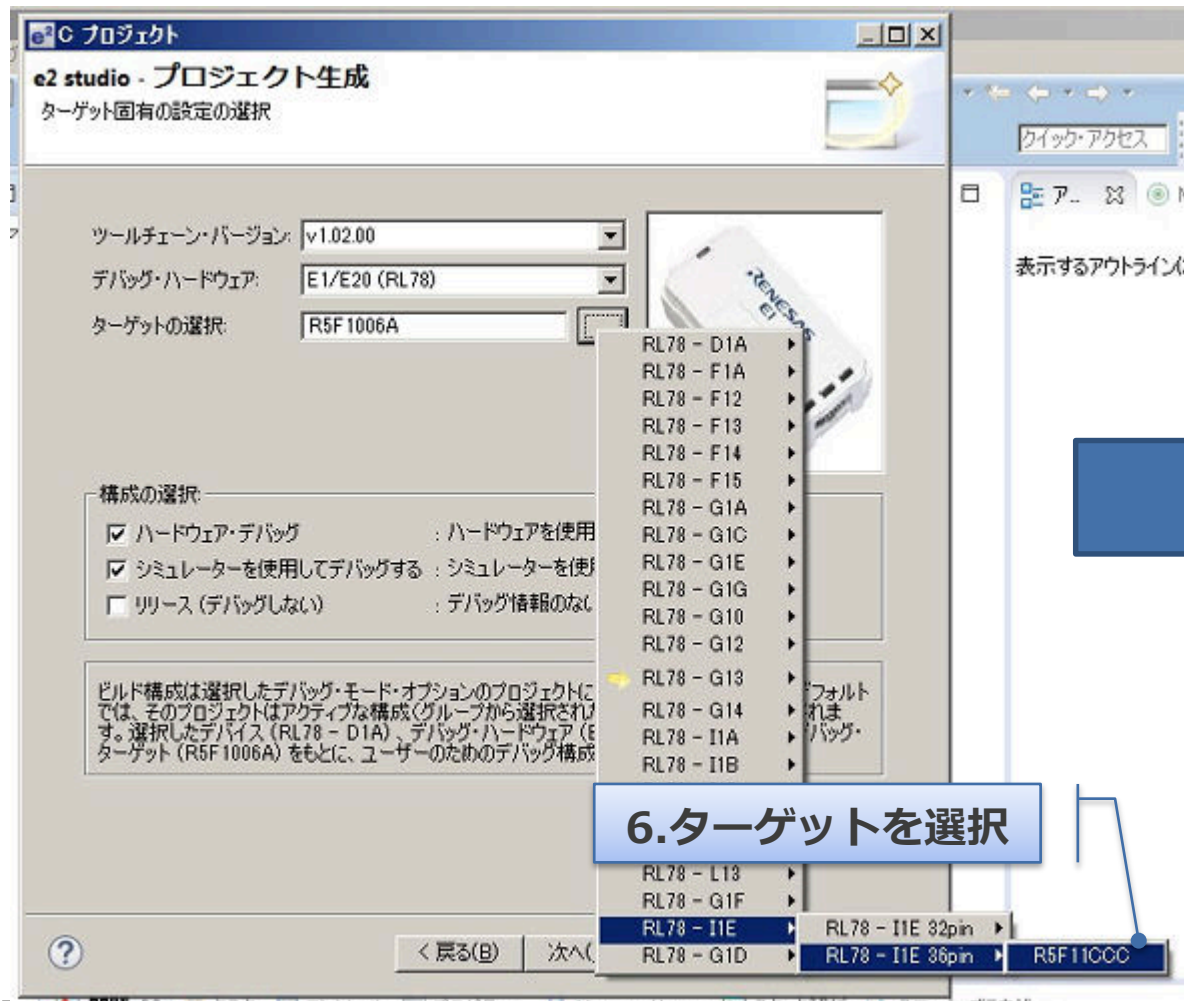 C プロジェクト
e2 studio - プロジェクト生成
ターゲット固有の設定の選択
クイック・アクセス
ア..
表示するアウトライン
ツールチェーン・バージョン:
v1.02.00
デバッグ・ハードウェア:
E1/E20 (RL78)
ターゲットの選択:
R5F1006A
...
RENESAS
E1
RL78 - D1A
RL78 - F1A
RL78 - F12
RL78 - F13
RL78 - F14
RL78 - F15
RL78 - G1A
RL78 - G1C
RL78 - G1E
RL78 - G1G
RL78 - G10
RL78 - G12
RL78 - G13
RL78 - G14
RL78 - I1A
RL78 - I1B
RL78 - L13
RL78 - G1F
RL78 - I1E
RL78 - G1D
RL78 - I1E 32pin
RL78 - I1E 36pin
R5F11CCC
構成の選択:
ハードウェア・デバッグ : ハードウェアを使用
シミュレーターを使用してデバッグする : シミュレーターを使
リリース (デバッグしない) : デバッグ情報のな
ビルド構成は選択したデバッグ・モード・オプションのプロジェクトに フォルト
では、そのプロジェクトはアクティブな構成(グループから選択され れま
す。選択したデバイス (RL78 - D1A) 、デバッグ・ハードウェア (E バッグ・
ターゲット (R5F1006A) をもとに、ユーザーのためのデバッグ構成
6.ターゲットを選択
?
< 戻る(B)
次へ(